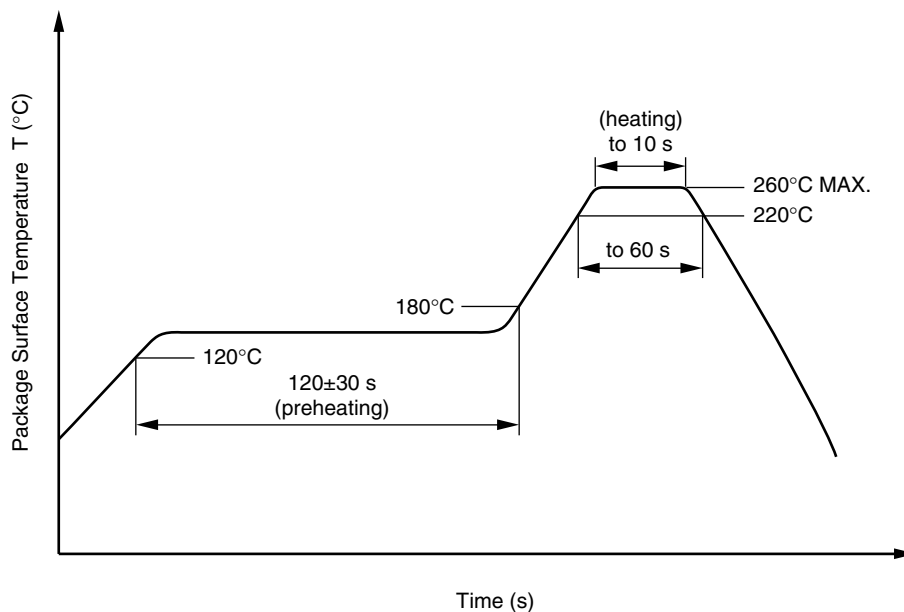 Package Surface Temperature T (°C)
(heating)
to 10 s
260°C MAX.
220°C
to 60 s
180°C
120°C
120±30 s
(preheating)
Time (s)